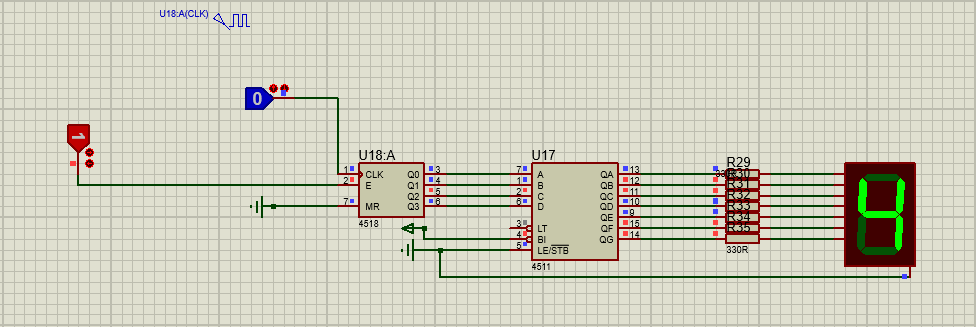 U18:A(CLK)
0
1
U18:A
U17
R29
1 CLK Q0 3
2 E Q1 4
Q2 5
7 MR Q3 6
4518
7 A QA 13
1 B QB 12
2 C QC 11
6 D QD 10
QE 9
3 LT QF 15
4 BI QG 14
5 LE/STB
4511
R30
R31
R32
R33
R34
R35
330R
4